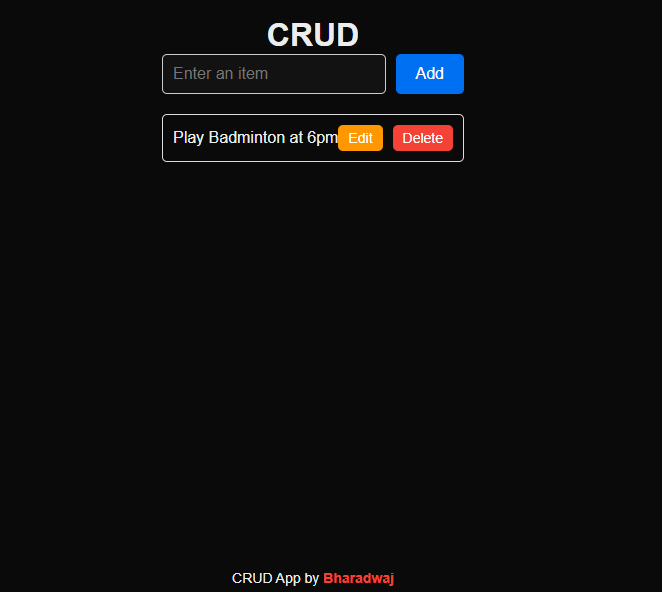 CRUD
Enter an item Add
Play Badminton at 6pm Edit Delete
CRUD App by Bharadwaj